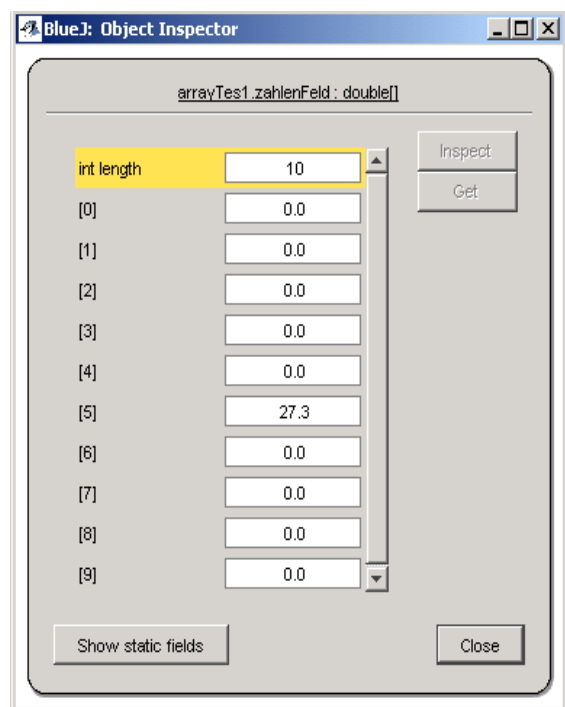 BlueJ: Object Inspector
arrayTes1.zahlenFeld : double[]
Inspect
int length 10
Get
[0] 0.0
[1] 0.0
[2] 0.0
[3] 0.0
[4] 0.0
[5] 27.3
[6] 0.0
[7] 0.0
[8] 0.0
[9] 0.0
Show static fields Close